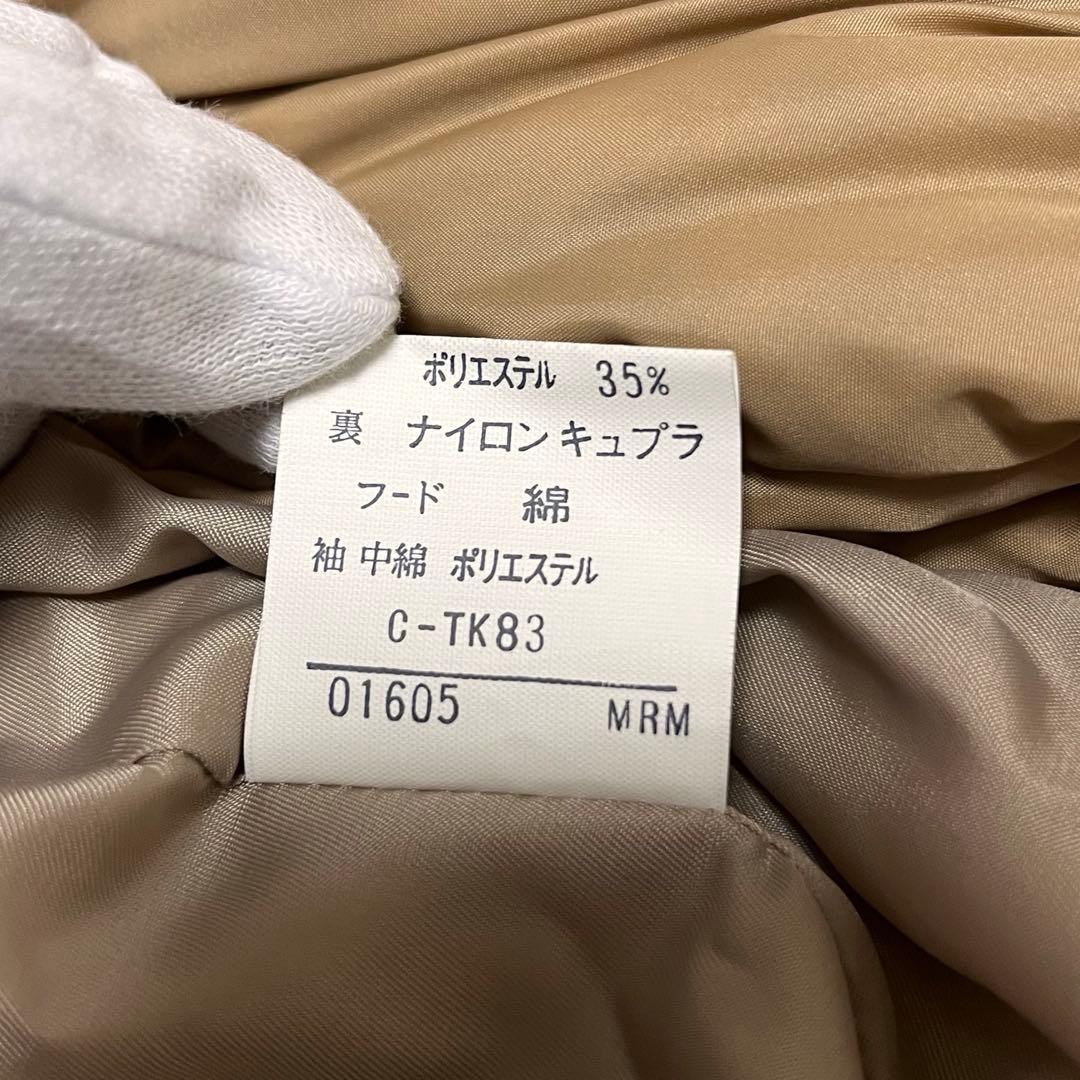 ポリエステル 35%
裏 ナイロン キュプラ
フード 綿
袖 中綿 ポリエステル
C-TK83
01605 MRM